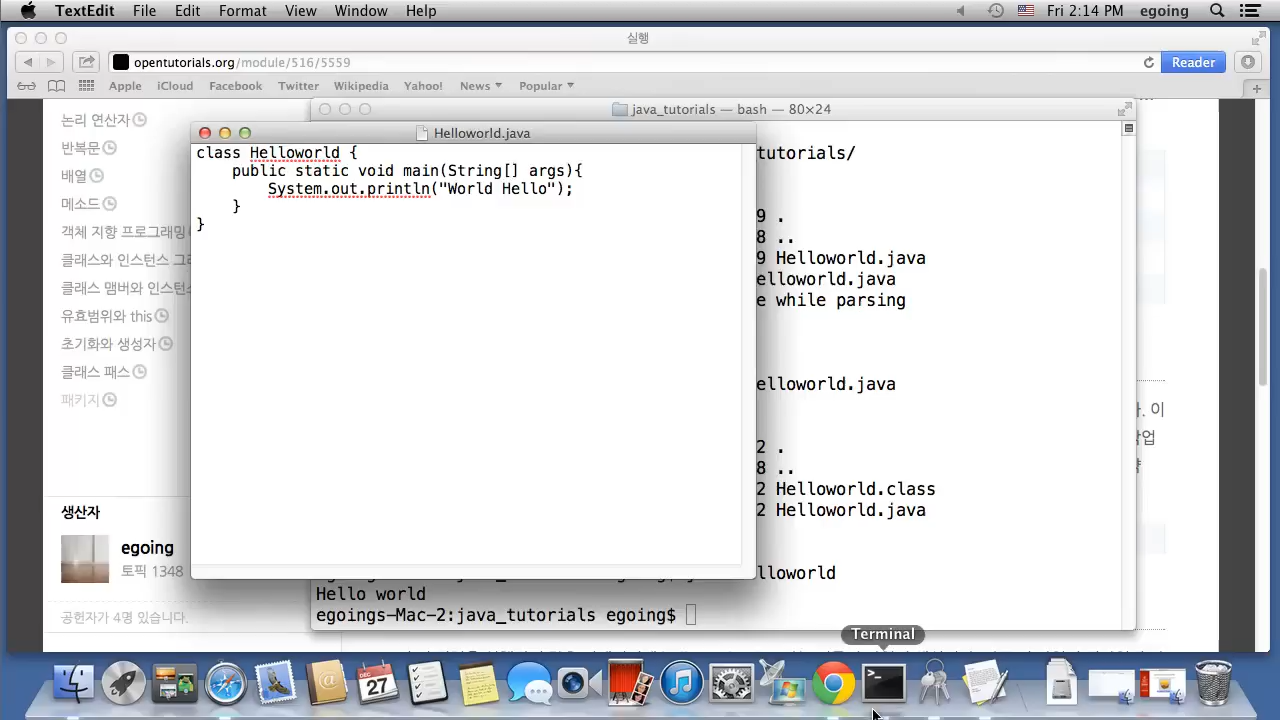 TextEdit File Edit Format View Window Help Fri 2:14 PM egoing
실행
opentutorials.org/module/516/5559 Reader
Apple iCloud Facebook Twitter Wikipedia Yahoo! News Popular
논리 연산자
반복문
배열
메소드
객체 지향 프로그래밍
클래스와 인스턴스 그
클래스 맴버와 인스턴스
유효범위와 this
초기화와 생성자
클래스 패스
패키지
생산자
egoing
토픽 1348
공헌자가 4명 있습니다.
Helloworld.java
class Helloworld {
public static void main(String[] args){
System.out.println("World Hello");
}
}
java_tutorials — bash — 80×24
tutorials/
9 .
8 ..
9 Helloworld.java
elloworld.java
e while parsing
elloworld.java
2 .
8 ..
2 Helloworld.class
2 Helloworld.java
lloworld
Hello world
egoings-Mac-2:java_tutorials egoing$
. 이
업
Terminal
DEC
27